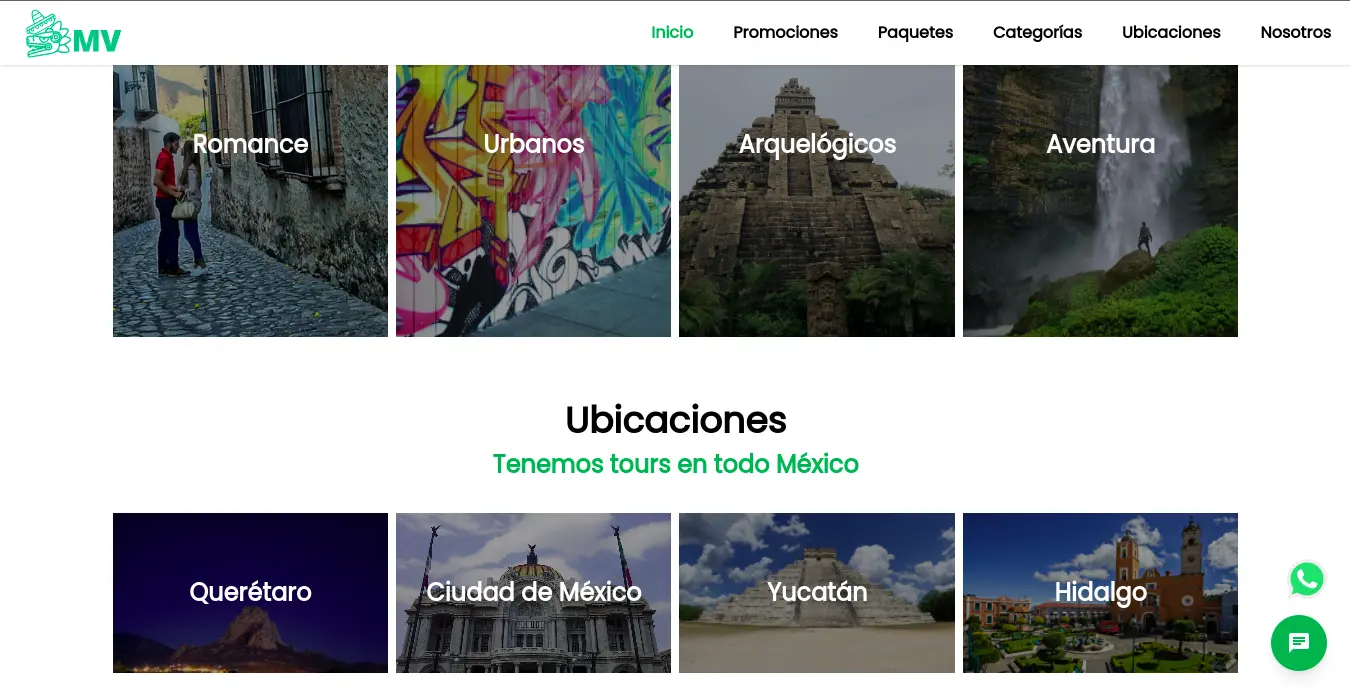 MV
Inicio
Promociones
Paquetes
Categorías
Ubicaciones
Nosotros
Romance
Urbanos
Arquelógicos
Aventura
Ubicaciones
Tenemos tours en todo México
Querétaro
Ciudad de México
Yucatán
Hidalgo